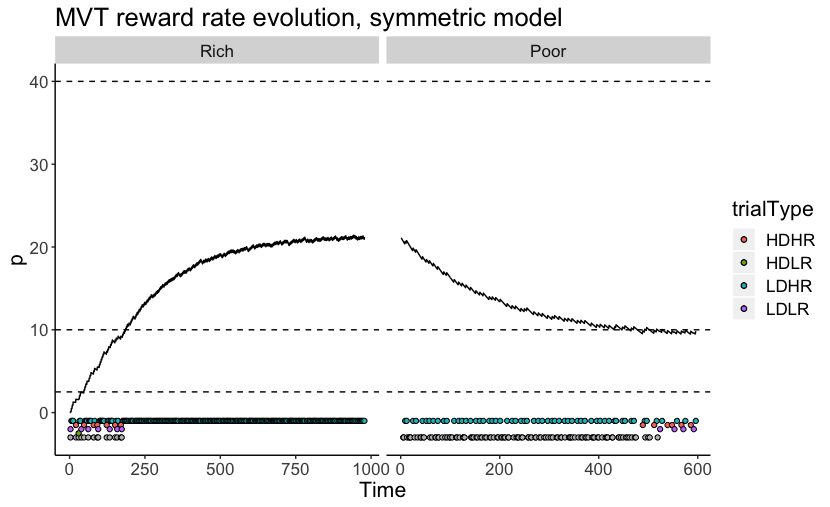 MVT reward rate evolution, symmetric model
Rich
Poor
p
40
30
20
10
0
0 250 500 750 1000
0 200 400 600
Time
trialType
HDHR
HDLR
LDHR
LDLR